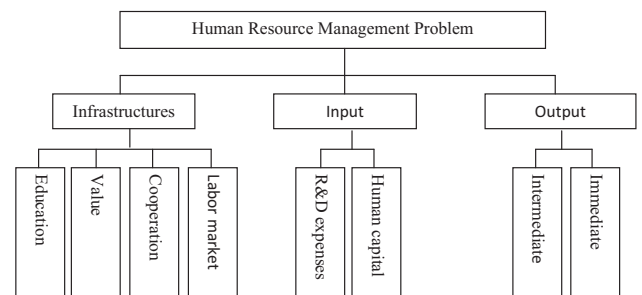 Human Resource Management Problem
Infrastructures
Input
Output
Education
Value
Cooperation
Labor market
R&D expenses
Human capital
Intermediate
Immediate